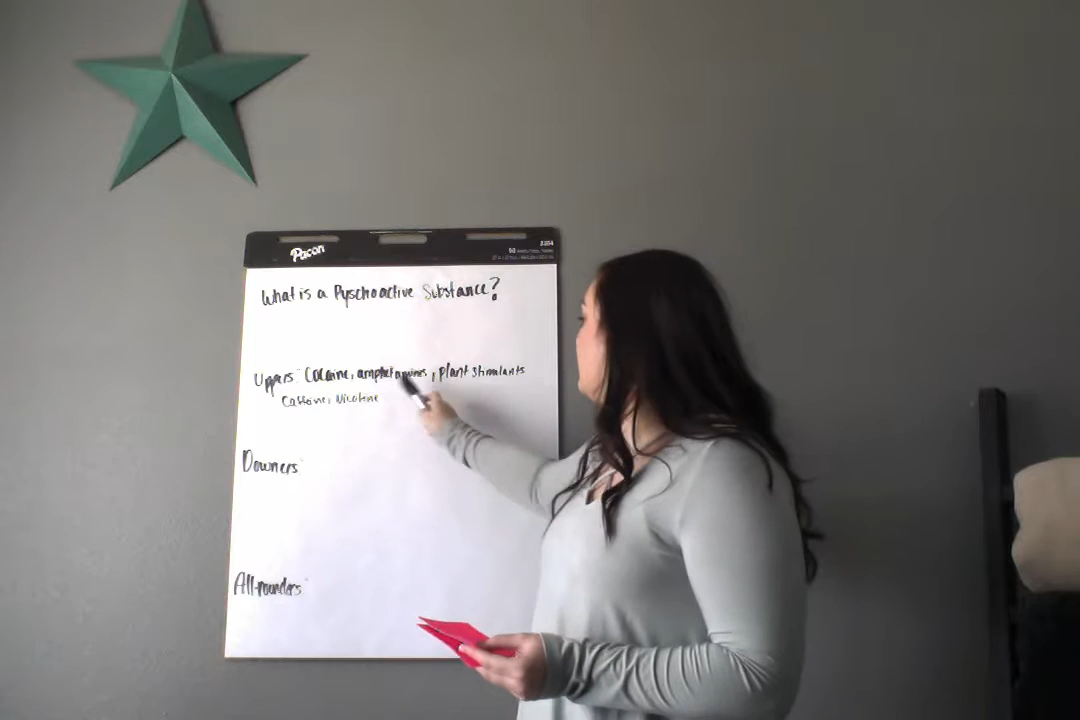 Pacon
What is a Pyschoactive Substance?
Uppers: Cocaine, amphetamines, plant stimulants
Caffeine, Nicotine
Downers:
All-rounders: